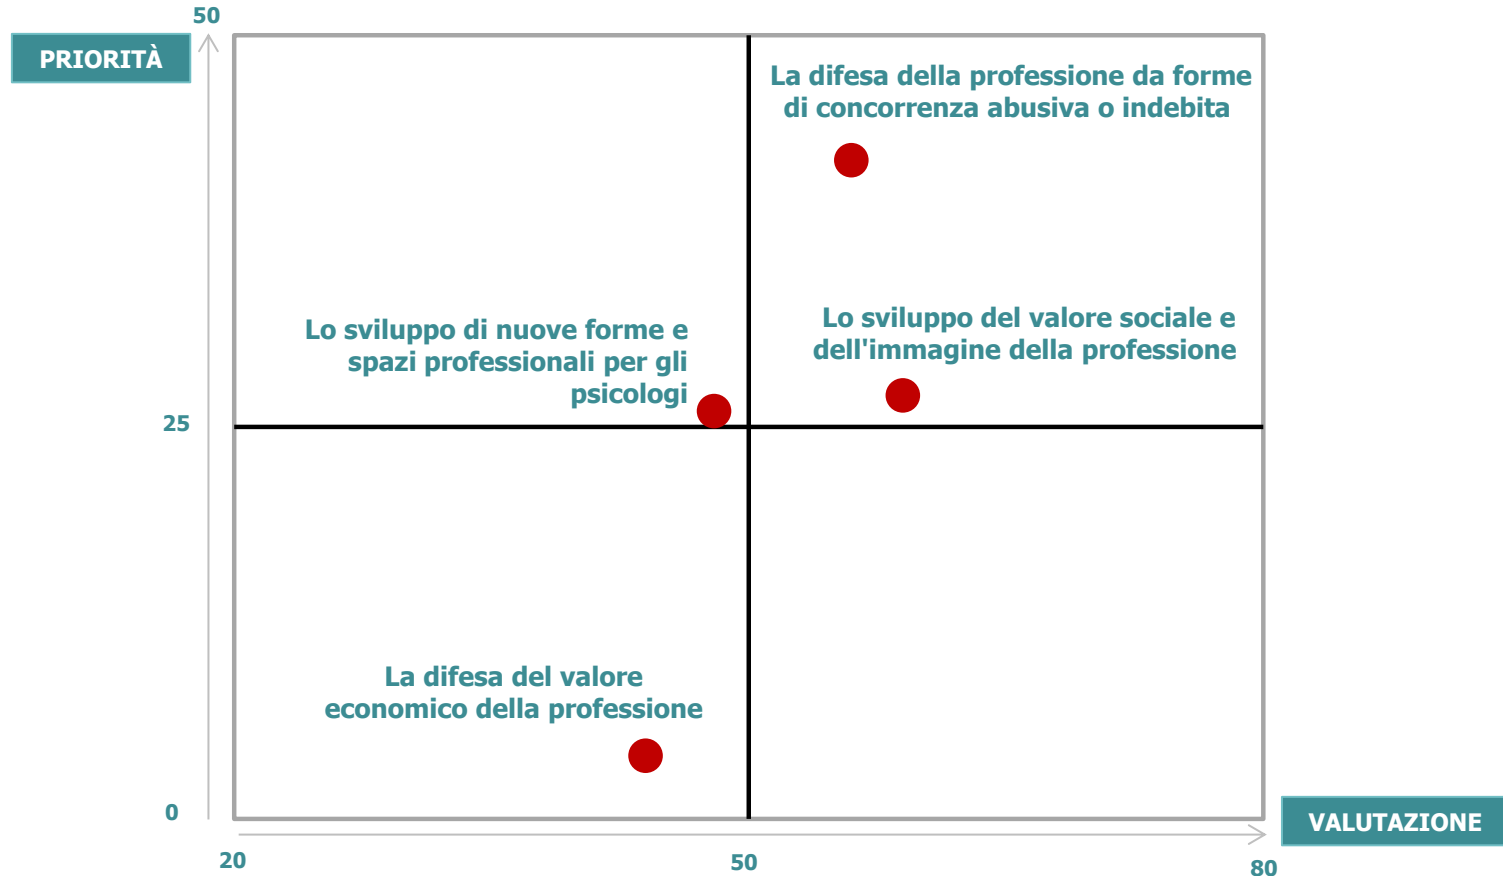 50
PRIORITÀ
La difesa della professione da forme
di concorrenza abusiva o indebita
Lo sviluppo di nuove forme e
spazi professionali per gli
psicologi
Lo sviluppo del valore sociale e
dell'immagine della professione
25
La difesa del valore
economico della professione
0
VALUTAZIONE
20
50
80